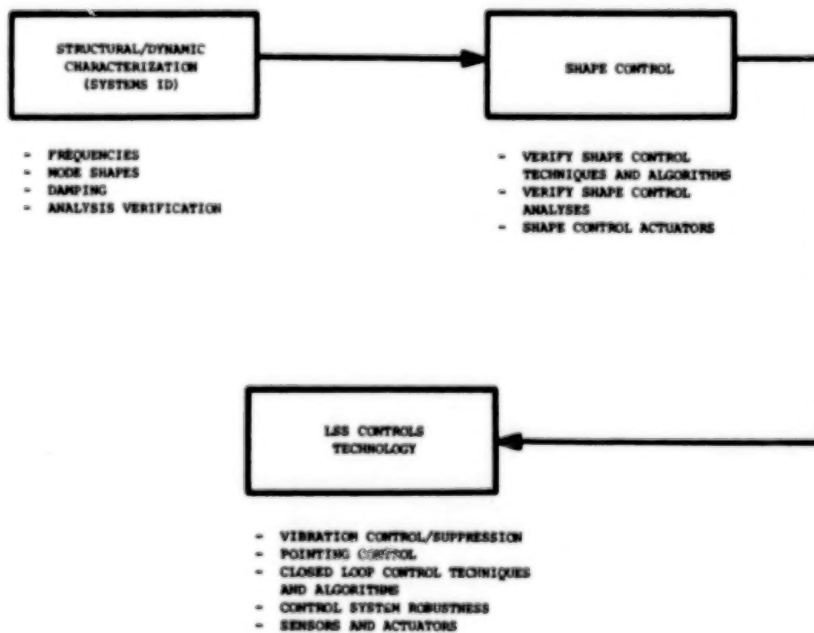 STRUCTURAL/DYNAMIC
CHARACTERIZATION
(SYSTEMS ID)
SHAPE CONTROL
- FREQUENCIES
- MODE SHAPES
- DAMPING
- ANALYSIS VERIFICATION
- VERIFY SHAPE CONTROL
TECHNIQUES AND ALGORITHMS
- VERIFY SHAPE CONTROL
ANALYSES
- SHAPE CONTROL ACTUATORS
LSS CONTROLS
TECHNOLOGY
- VIBRATION CONTROL/SUPPRESSION
- POINTING CONTROL
- CLOSED LOOP CONTROL TECHNIQUES
AND ALGORITHMS
- CONTROL SYSTEM ROBUSTNESS
- SENSORS AND ACTUATORS